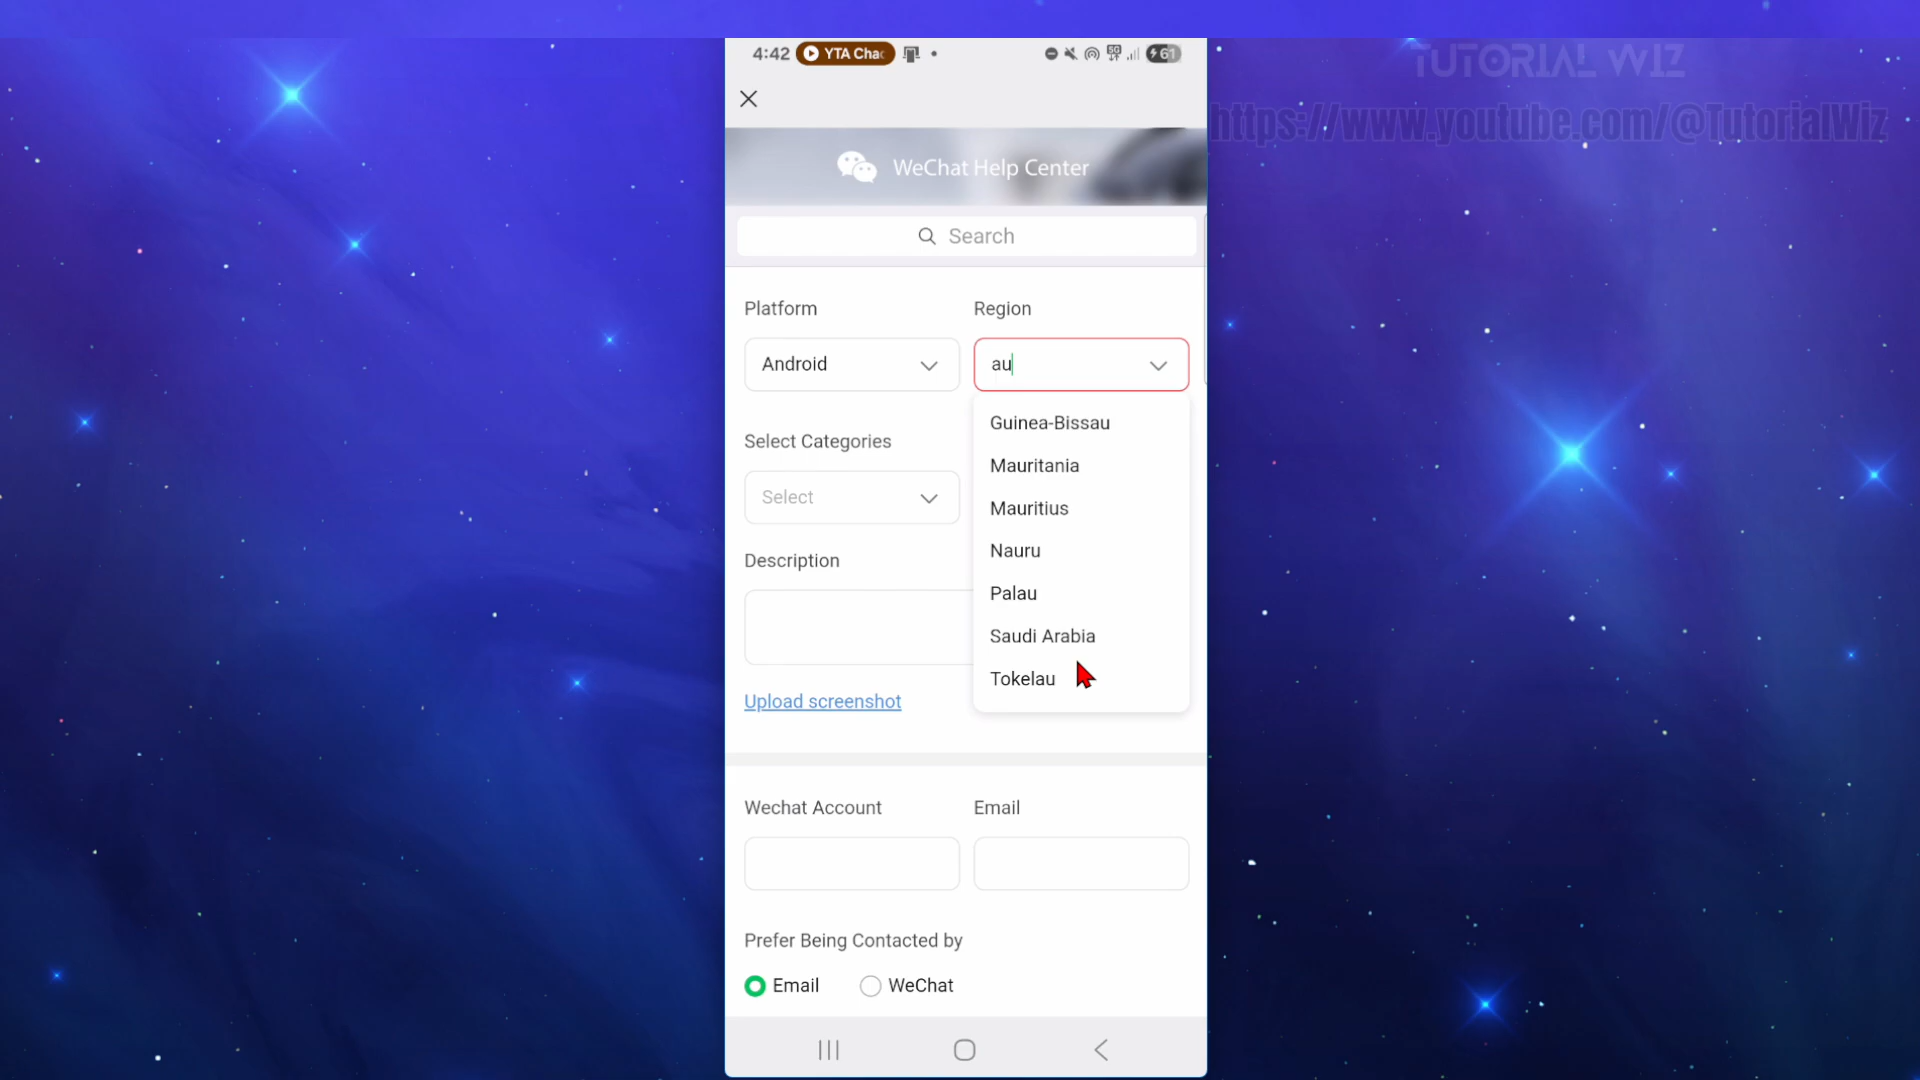 TUTORIAL WIZ
https://www.youtube.com/@TutorialWiz
4:42 YTA Cha
5G
61
WeChat Help Center
Search
Platform
Region
Android
au
Guinea-Bissau
Mauritania
Mauritius
Nauru
Palau
Saudi Arabia
Tokelau
Select Categories
Select
Description
Upload screenshot
Wechat Account
Email
Prefer Being Contacted by
Email
WeChat